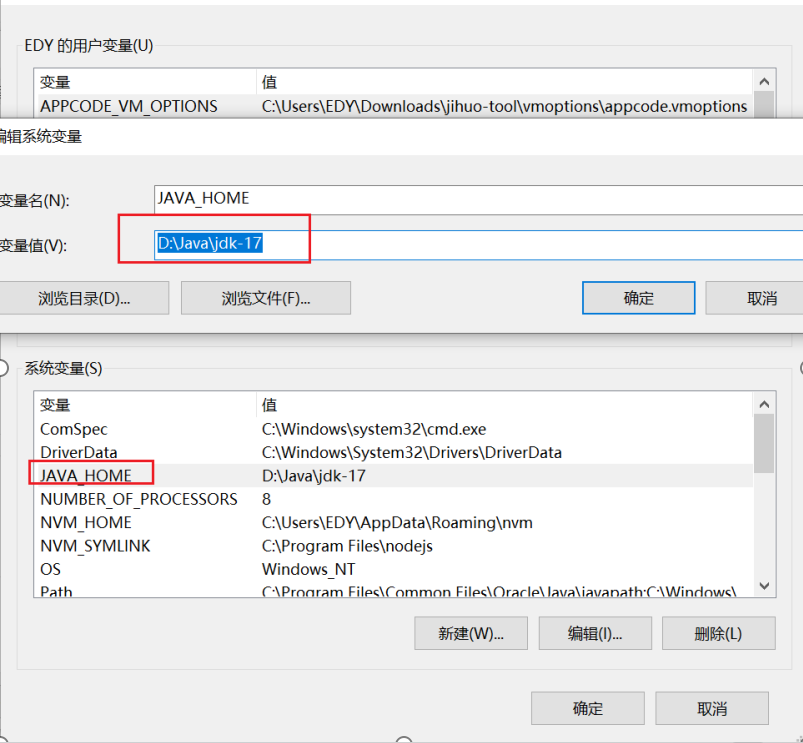 EDY 的用户变量(U)
变量 值
APPCODE_VM_OPTIONS C:\Users\EDY\Downloads\jihuo-tool\vmoptions\appcode.vmoptions
编辑系统变量
变量名(N): JAVA_HOME
变量值(V): D:\Java\jdk-17
浏览目录(D)... 浏览文件(F)... 确定 取消
系统变量(S)
变量 值
ComSpec C:\Windows\system32\cmd.exe
DriverData C:\Windows\System32\Drivers\DriverData
JAVA_HOME D:\Java\jdk-17
NUMBER_OF_PROCESSORS 8
NVM_HOME C:\Users\EDY\AppData\Roaming\nvm
NVM_SYMLINK C:\Program Files\nodejs
OS Windows_NT
Path C:\Program Files\Common Files\Oracle\Java\javapath;C:\Windows\
新建(W)... 编辑(I)... 删除(L)
确定 取消